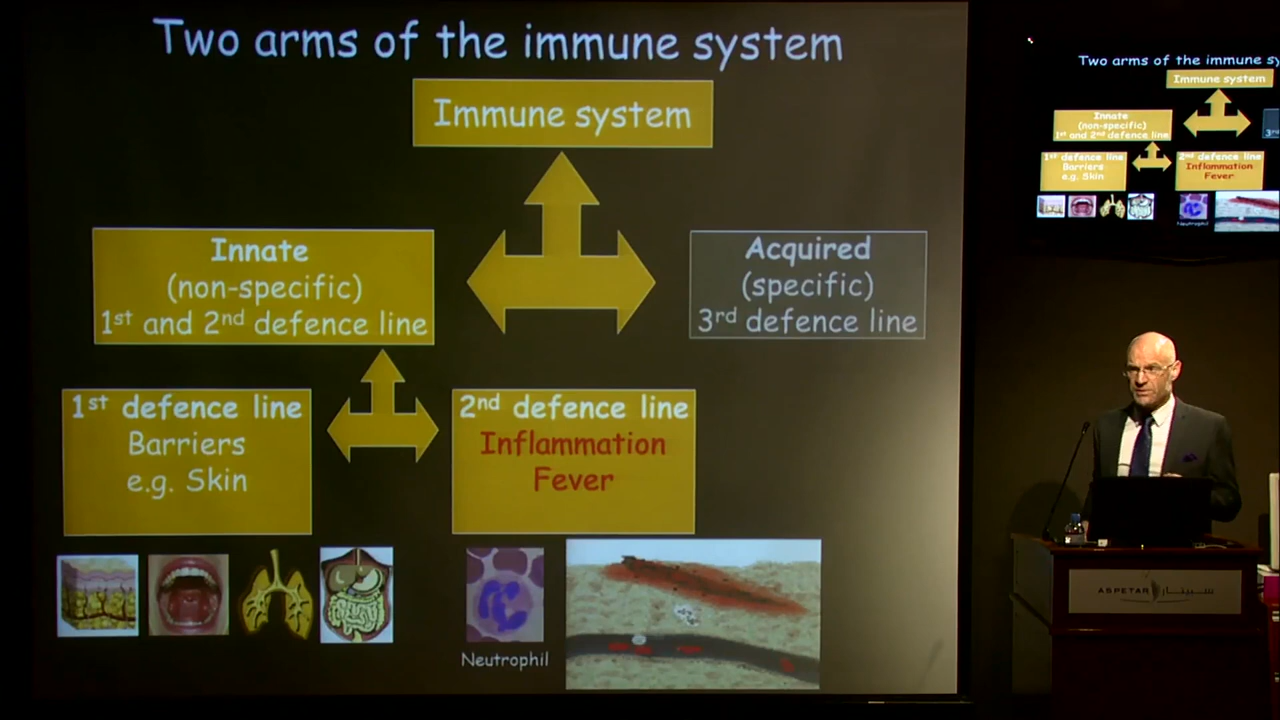 Two arms of the immune system
Immune system
Innate
(non-specific)
1st and 2nd defence line
Acquired
(specific)
3rd defence line
1st defence line
Barriers
e.g. Skin
2nd defence line
Inflammation
Fever
Neutrophil
Two arms of the immune sy
Immune system
Innate
(non-specific)
1st and 2nd defence line
3rd
1st defence line
Barriers
e.g. Skin
2nd defence line
Inflammation
Fever
Neutrophil
ASPETAR سبيتار